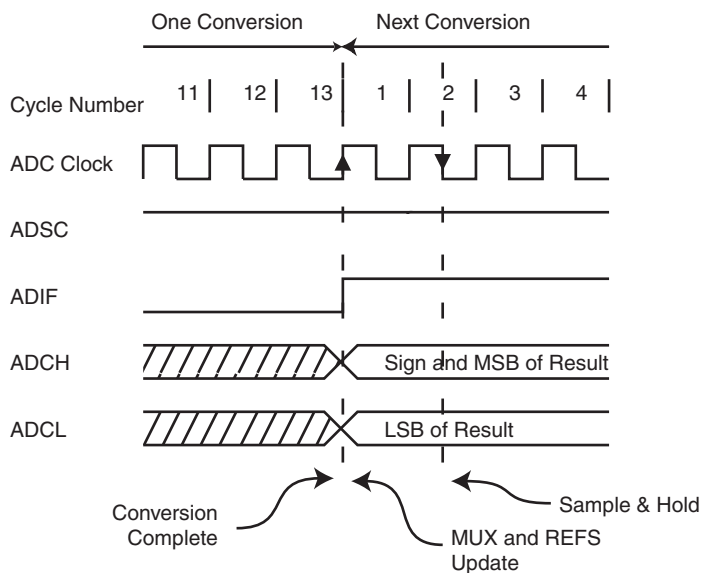 One Conversion Next Conversion
Cycle Number 11 12 13 1 2 3 4
ADC Clock
ADSC
ADIF
ADCH Sign and MSB of Result
ADCL LSB of Result
Conversion
Complete
MUX and REFS
Update
Sample & Hold